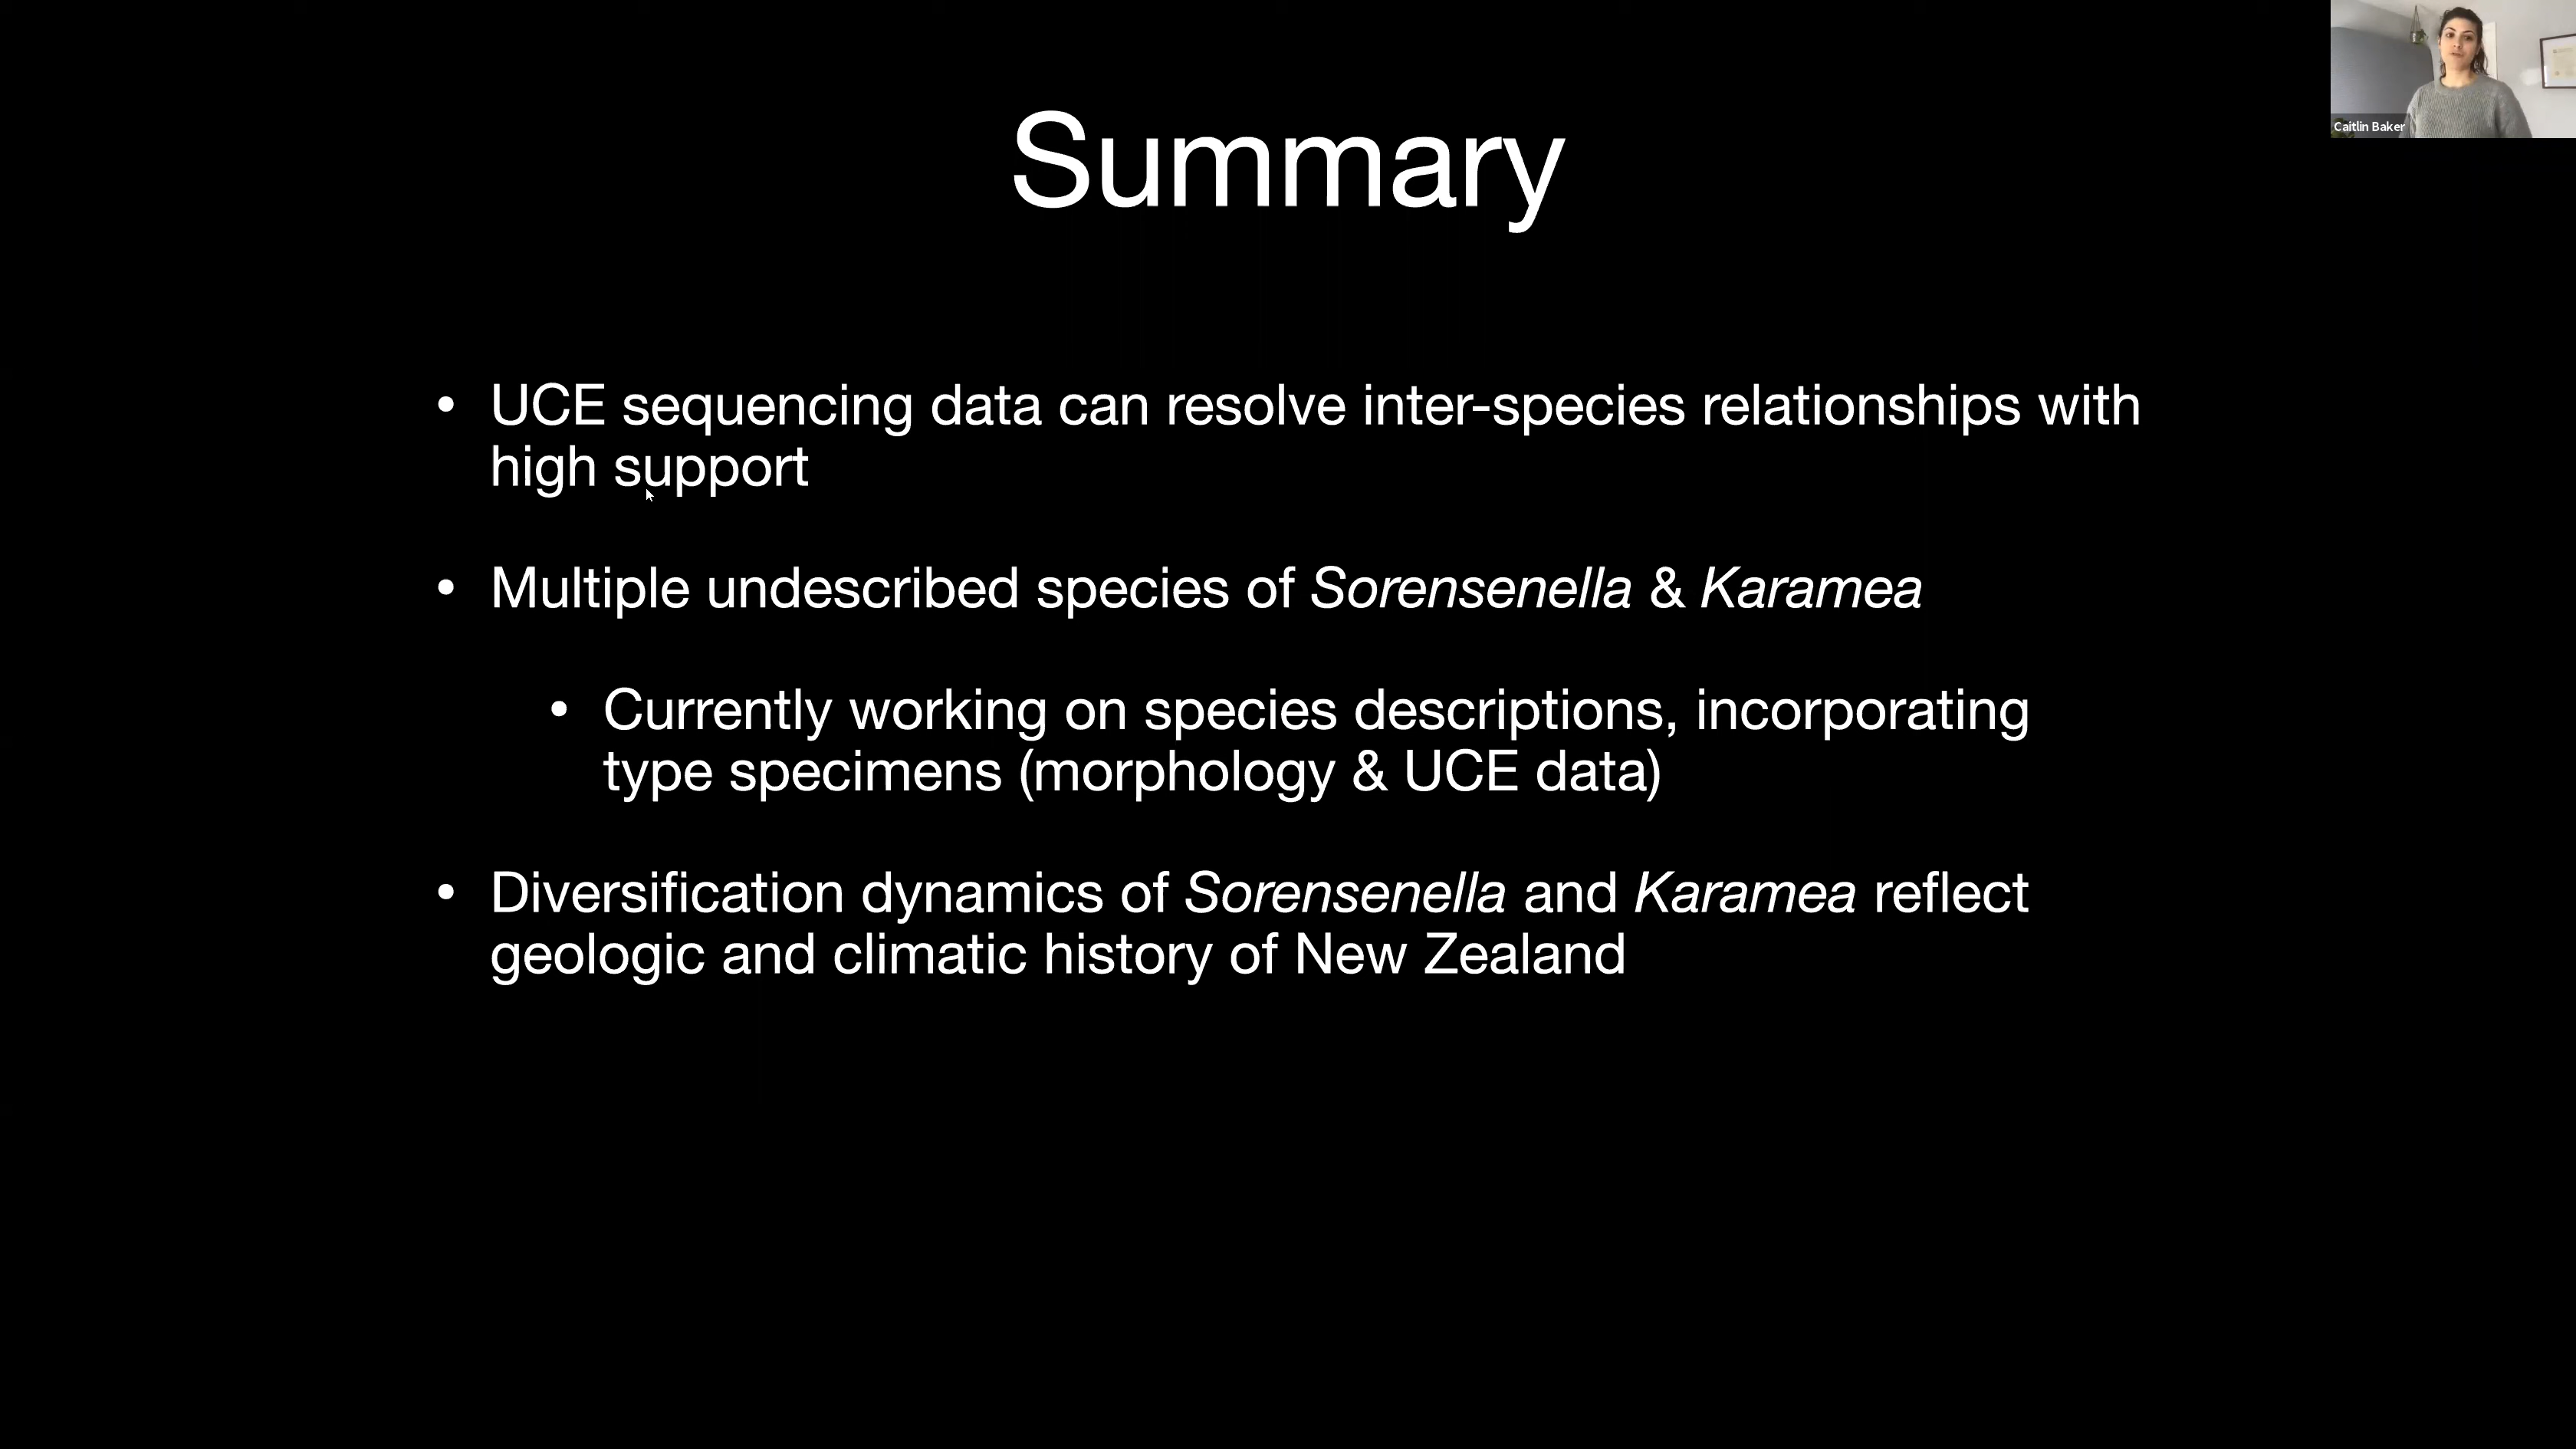 Caitlin Baker
Summary
• UCE sequencing data can resolve inter-species relationships with
high support
• Multiple undescribed species of Sorensenella & Karamea
• Currently working on species descriptions, incorporating
type specimens (morphology & UCE data)
• Diversification dynamics of Sorensenella and Karamea reflect
geologic and climatic history of New Zealand